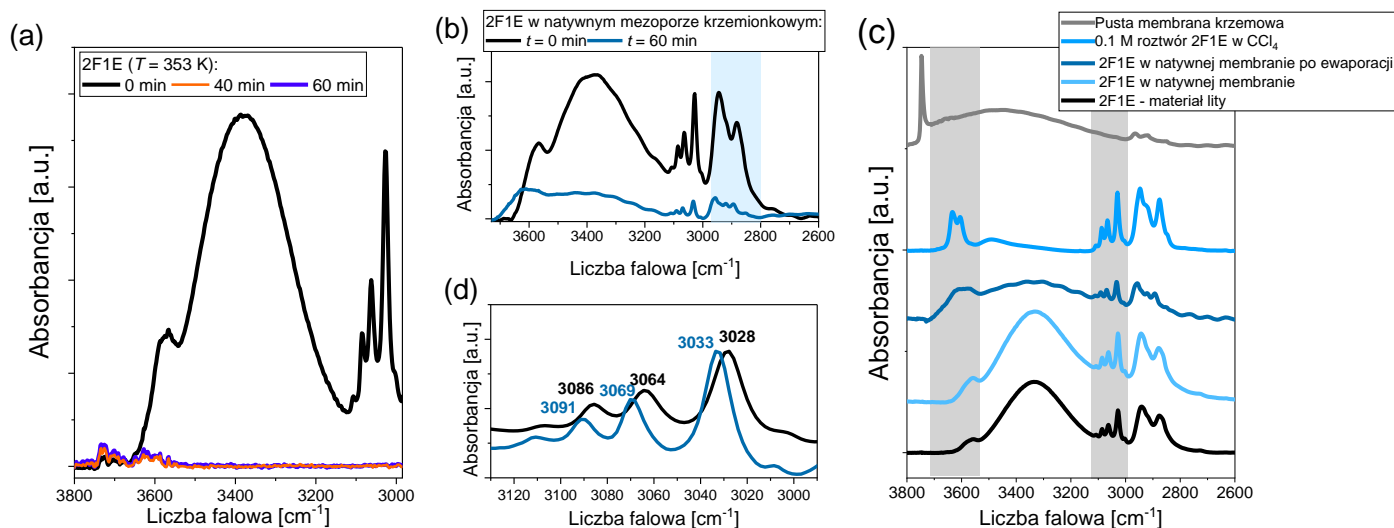 (a)
2F1E (T = 353 K):
0 min 40 min 60 min
Absorbancja [a.u.]
3800 3600 3400 3200 3000
Liczba falowa [cm-1]
(b)
2F1E w natywnym mezoporze krzemionkowym:
t = 0 min t = 60 min
Absorbancja [a.u.]
3600 3400 3200 3000 2800 2600
Liczba falowa [cm-1]
(d)
3033 3028
3086 3069 3064
3091
Absorbancja [a.u.]
3120 3100 3080 3060 3040 3020 3000
Liczba falowa [cm-1]
(c)
Pusta membrana krzemowa
0.1 M roztwór 2F1E w CCl4
2F1E w natywnej membranie po ewaporacji
2F1E w natywnej membranie
2F1E - materiał lity
Absorbancja [a.u.]
3800 3600 3400 3200 3000 2800 2600
Liczba falowa [cm-1]